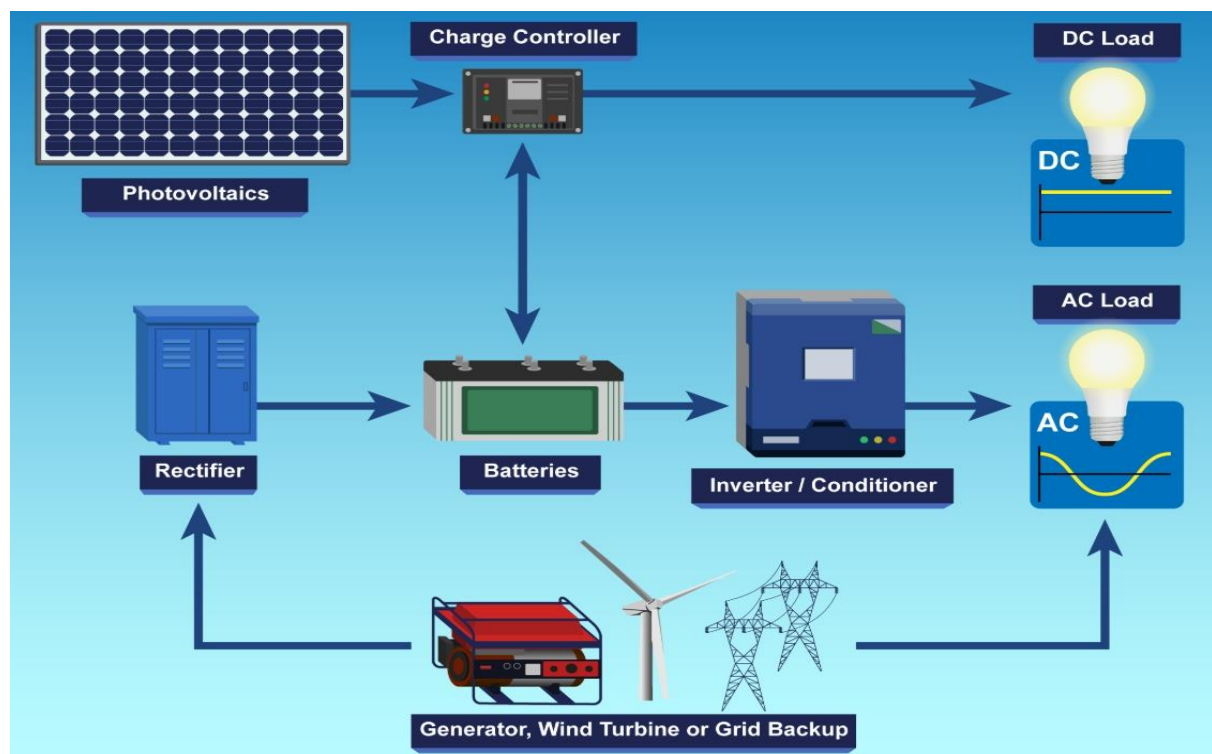 Charge Controller
DC Load
Photovoltaics
DC
AC Load
Rectifier
Batteries
Inverter / Conditioner
AC
Generator, Wind Turbine or Grid Backup